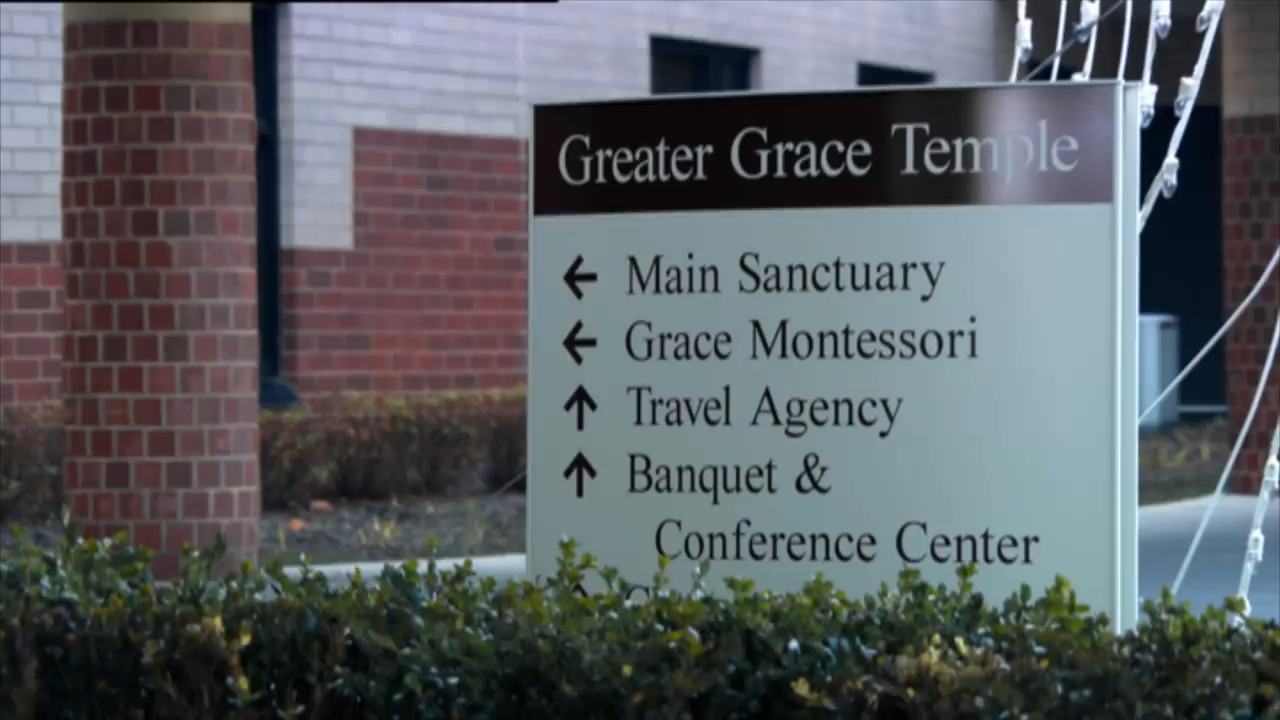 Greater Grace Temple
← Main Sanctuary
← Grace Montessori
↑ Travel Agency
↑ Banquet &
Conference Center